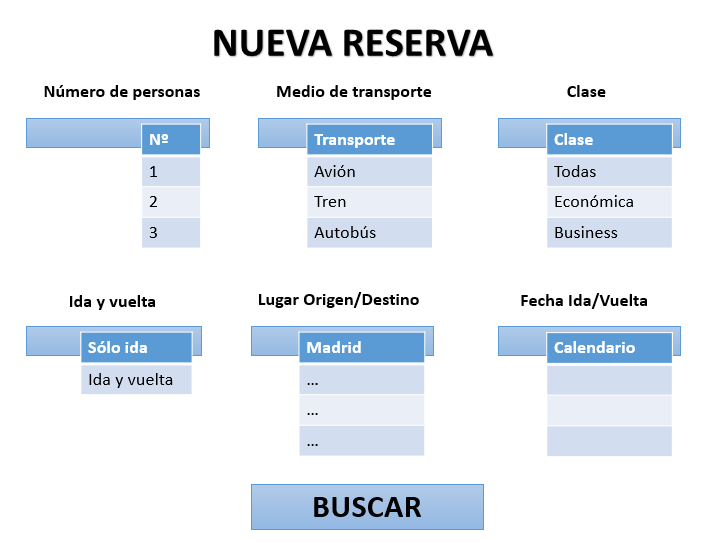 NUEVA RESERVA
Número de personas
Medio de transporte
Clase
Nº
1
2
3
Transporte
Avión
Tren
Autobús
Clase
Todas
Económica
Business
Ida y vuelta
Lugar Origen/Destino
Fecha Ida/Vuelta
Sólo ida
Ida y vuelta
Madrid
...
...
...
Calendario
BUSCAR